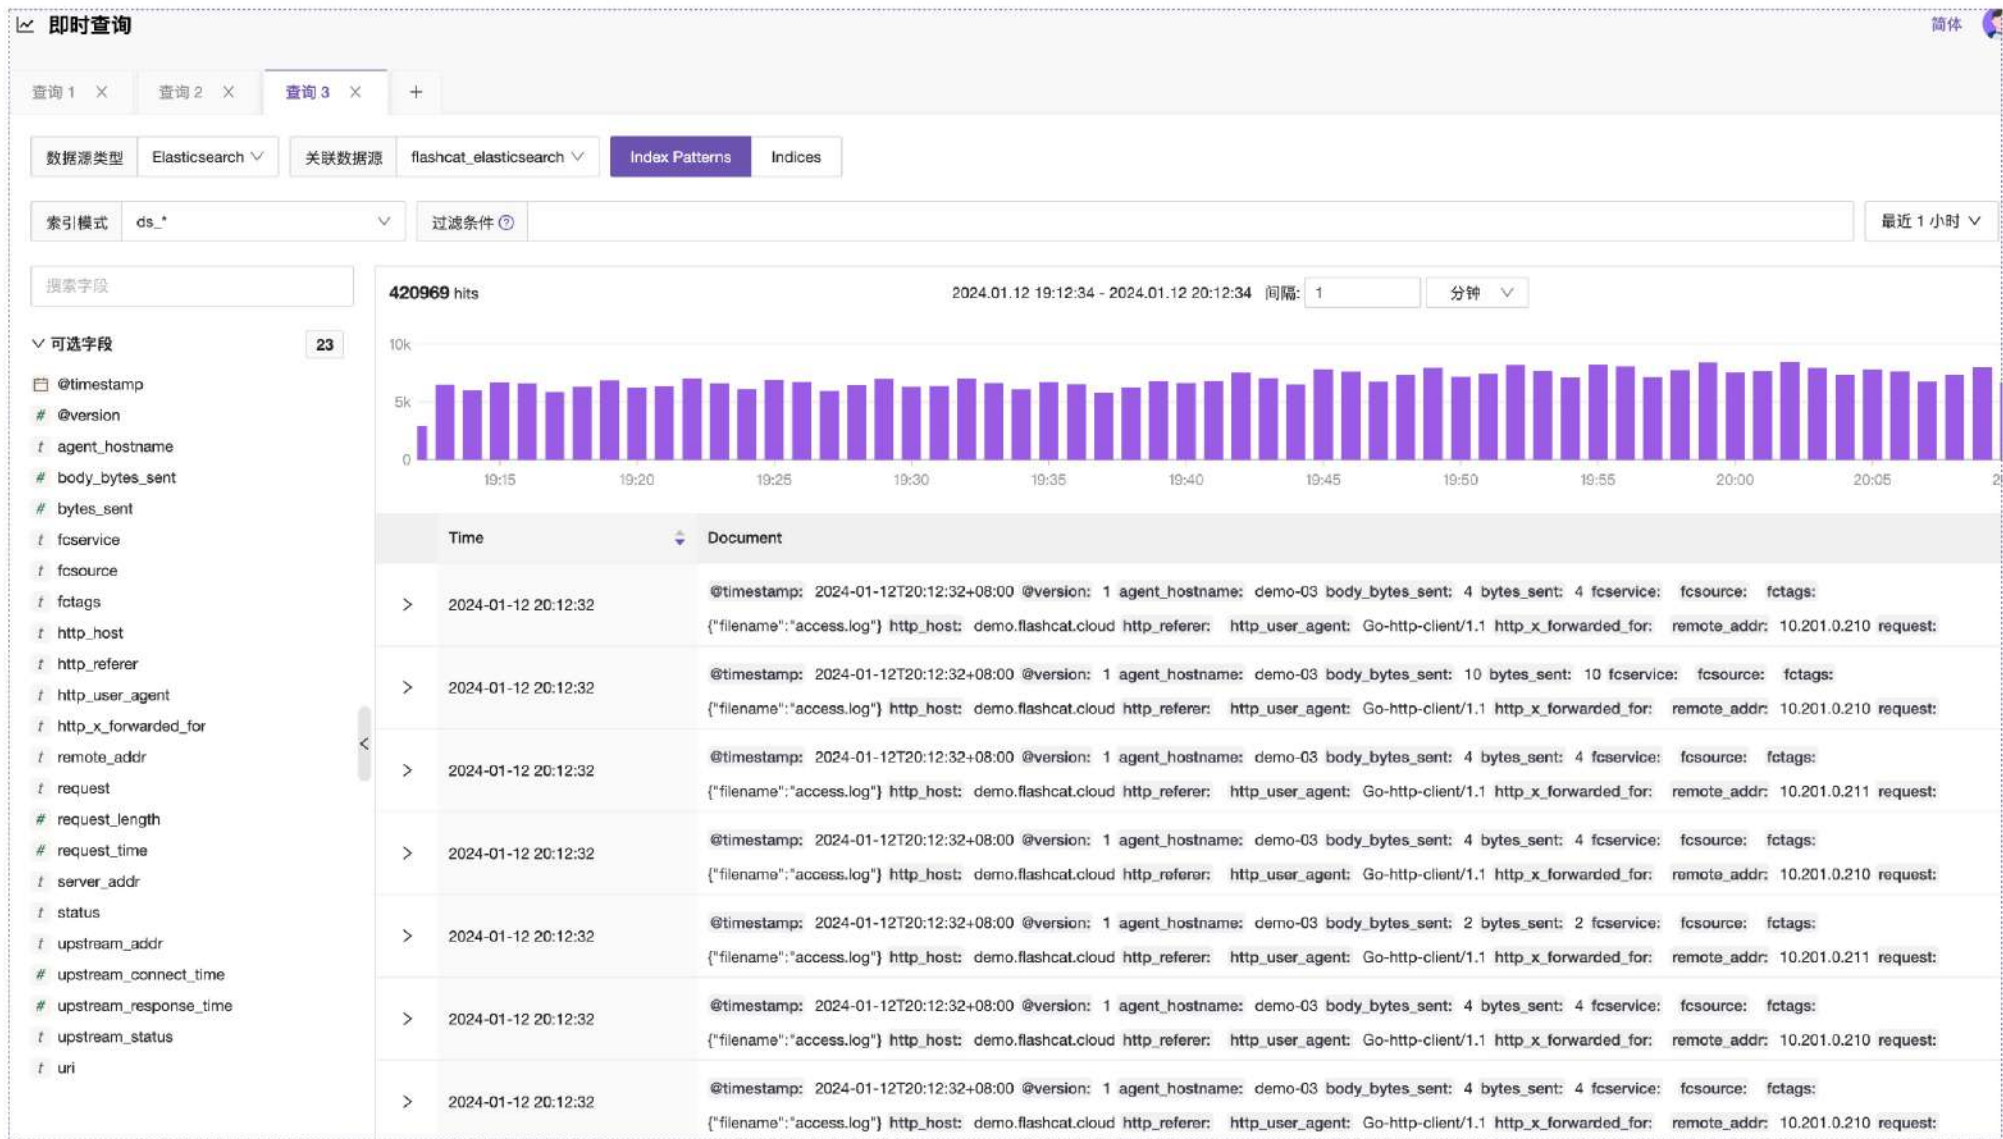 即时查询
简体
查询 1 查询 2 查询 3 +
数据源类型 Elasticsearch 关联数据源 flashcat_elasticsearch Index Patterns Indices
索引模式 ds_* 过滤条件 最近 1 小时
搜索字段
420969 hits 2024.01.12 19:12:34 - 2024.01.12 20:12:34 间隔: 1 分钟
可选字段 23
@timestamp
# @version
t agent_hostname
# body_bytes_sent
# bytes_sent
t fcservice
t fcsource
t fctags
t http_host
t http_referer
t http_user_agent
t http_x_forwarded_for
t remote_addr
t request
# request_length
# request_time
t server_addr
t status
t upstream_addr
# upstream_connect_time
# upstream_response_time
t upstream_status
t uri
10k
5k
0
19:15 19:20 19:25 19:30 19:35 19:40 19:45 19:50 19:55 20:00 20:05
Time Document
2024-01-12 20:12:32
@timestamp: 2024-01-12T20:12:32+08:00 @version: 1 agent_hostname: demo-03 body_bytes_sent: 4 bytes_sent: 4 fcservice: fcsource: fctags:
{"filename":"access.log"} http_host: demo.flashcat.cloud http_referer: http_user_agent: Go-http-client/1.1 http_x_forwarded_for: remote_addr: 10.201.0.210 request:
2024-01-12 20:12:32
@timestamp: 2024-01-12T20:12:32+08:00 @version: 1 agent_hostname: demo-03 body_bytes_sent: 10 bytes_sent: 10 fcservice: fcsource: fctags:
{"filename":"access.log"} http_host: demo.flashcat.cloud http_referer: http_user_agent: Go-http-client/1.1 http_x_forwarded_for: remote_addr: 10.201.0.210 request:
2024-01-12 20:12:32
@timestamp: 2024-01-12T20:12:32+08:00 @version: 1 agent_hostname: demo-03 body_bytes_sent: 4 bytes_sent: 4 fcservice: fcsource: fctags:
{"filename":"access.log"} http_host: demo.flashcat.cloud http_referer: http_user_agent: Go-http-client/1.1 http_x_forwarded_for: remote_addr: 10.201.0.211 request:
2024-01-12 20:12:32
@timestamp: 2024-01-12T20:12:32+08:00 @version: 1 agent_hostname: demo-03 body_bytes_sent: 4 bytes_sent: 4 fcservice: fcsource: fctags:
{"filename":"access.log"} http_host: demo.flashcat.cloud http_referer: http_user_agent: Go-http-client/1.1 http_x_forwarded_for: remote_addr: 10.201.0.210 request:
2024-01-12 20:12:32
@timestamp: 2024-01-12T20:12:32+08:00 @version: 1 agent_hostname: demo-03 body_bytes_sent: 2 bytes_sent: 2 fcservice: fcsource: fctags:
{"filename":"access.log"} http_host: demo.flashcat.cloud http_referer: http_user_agent: Go-http-client/1.1 http_x_forwarded_for: remote_addr: 10.201.0.211 request:
2024-01-12 20:12:32
@timestamp: 2024-01-12T20:12:32+08:00 @version: 1 agent_hostname: demo-03 body_bytes_sent: 4 bytes_sent: 4 fcservice: fcsource: fctags:
{"filename":"access.log"} http_host: demo.flashcat.cloud http_referer: http_user_agent: Go-http-client/1.1 http_x_forwarded_for: remote_addr: 10.201.0.210 request:
2024-01-12 20:12:32
@timestamp: 2024-01-12T20:12:32+08:00 @version: 1 agent_hostname: demo-03 body_bytes_sent: 4 bytes_sent: 4 fcservice: fcsource: fctags:
{"filename":"access.log"} http_host: demo.flashcat.cloud http_referer: http_user_agent: Go-http-client/1.1 http_x_forwarded_for: remote_addr: 10.201.0.210 request: